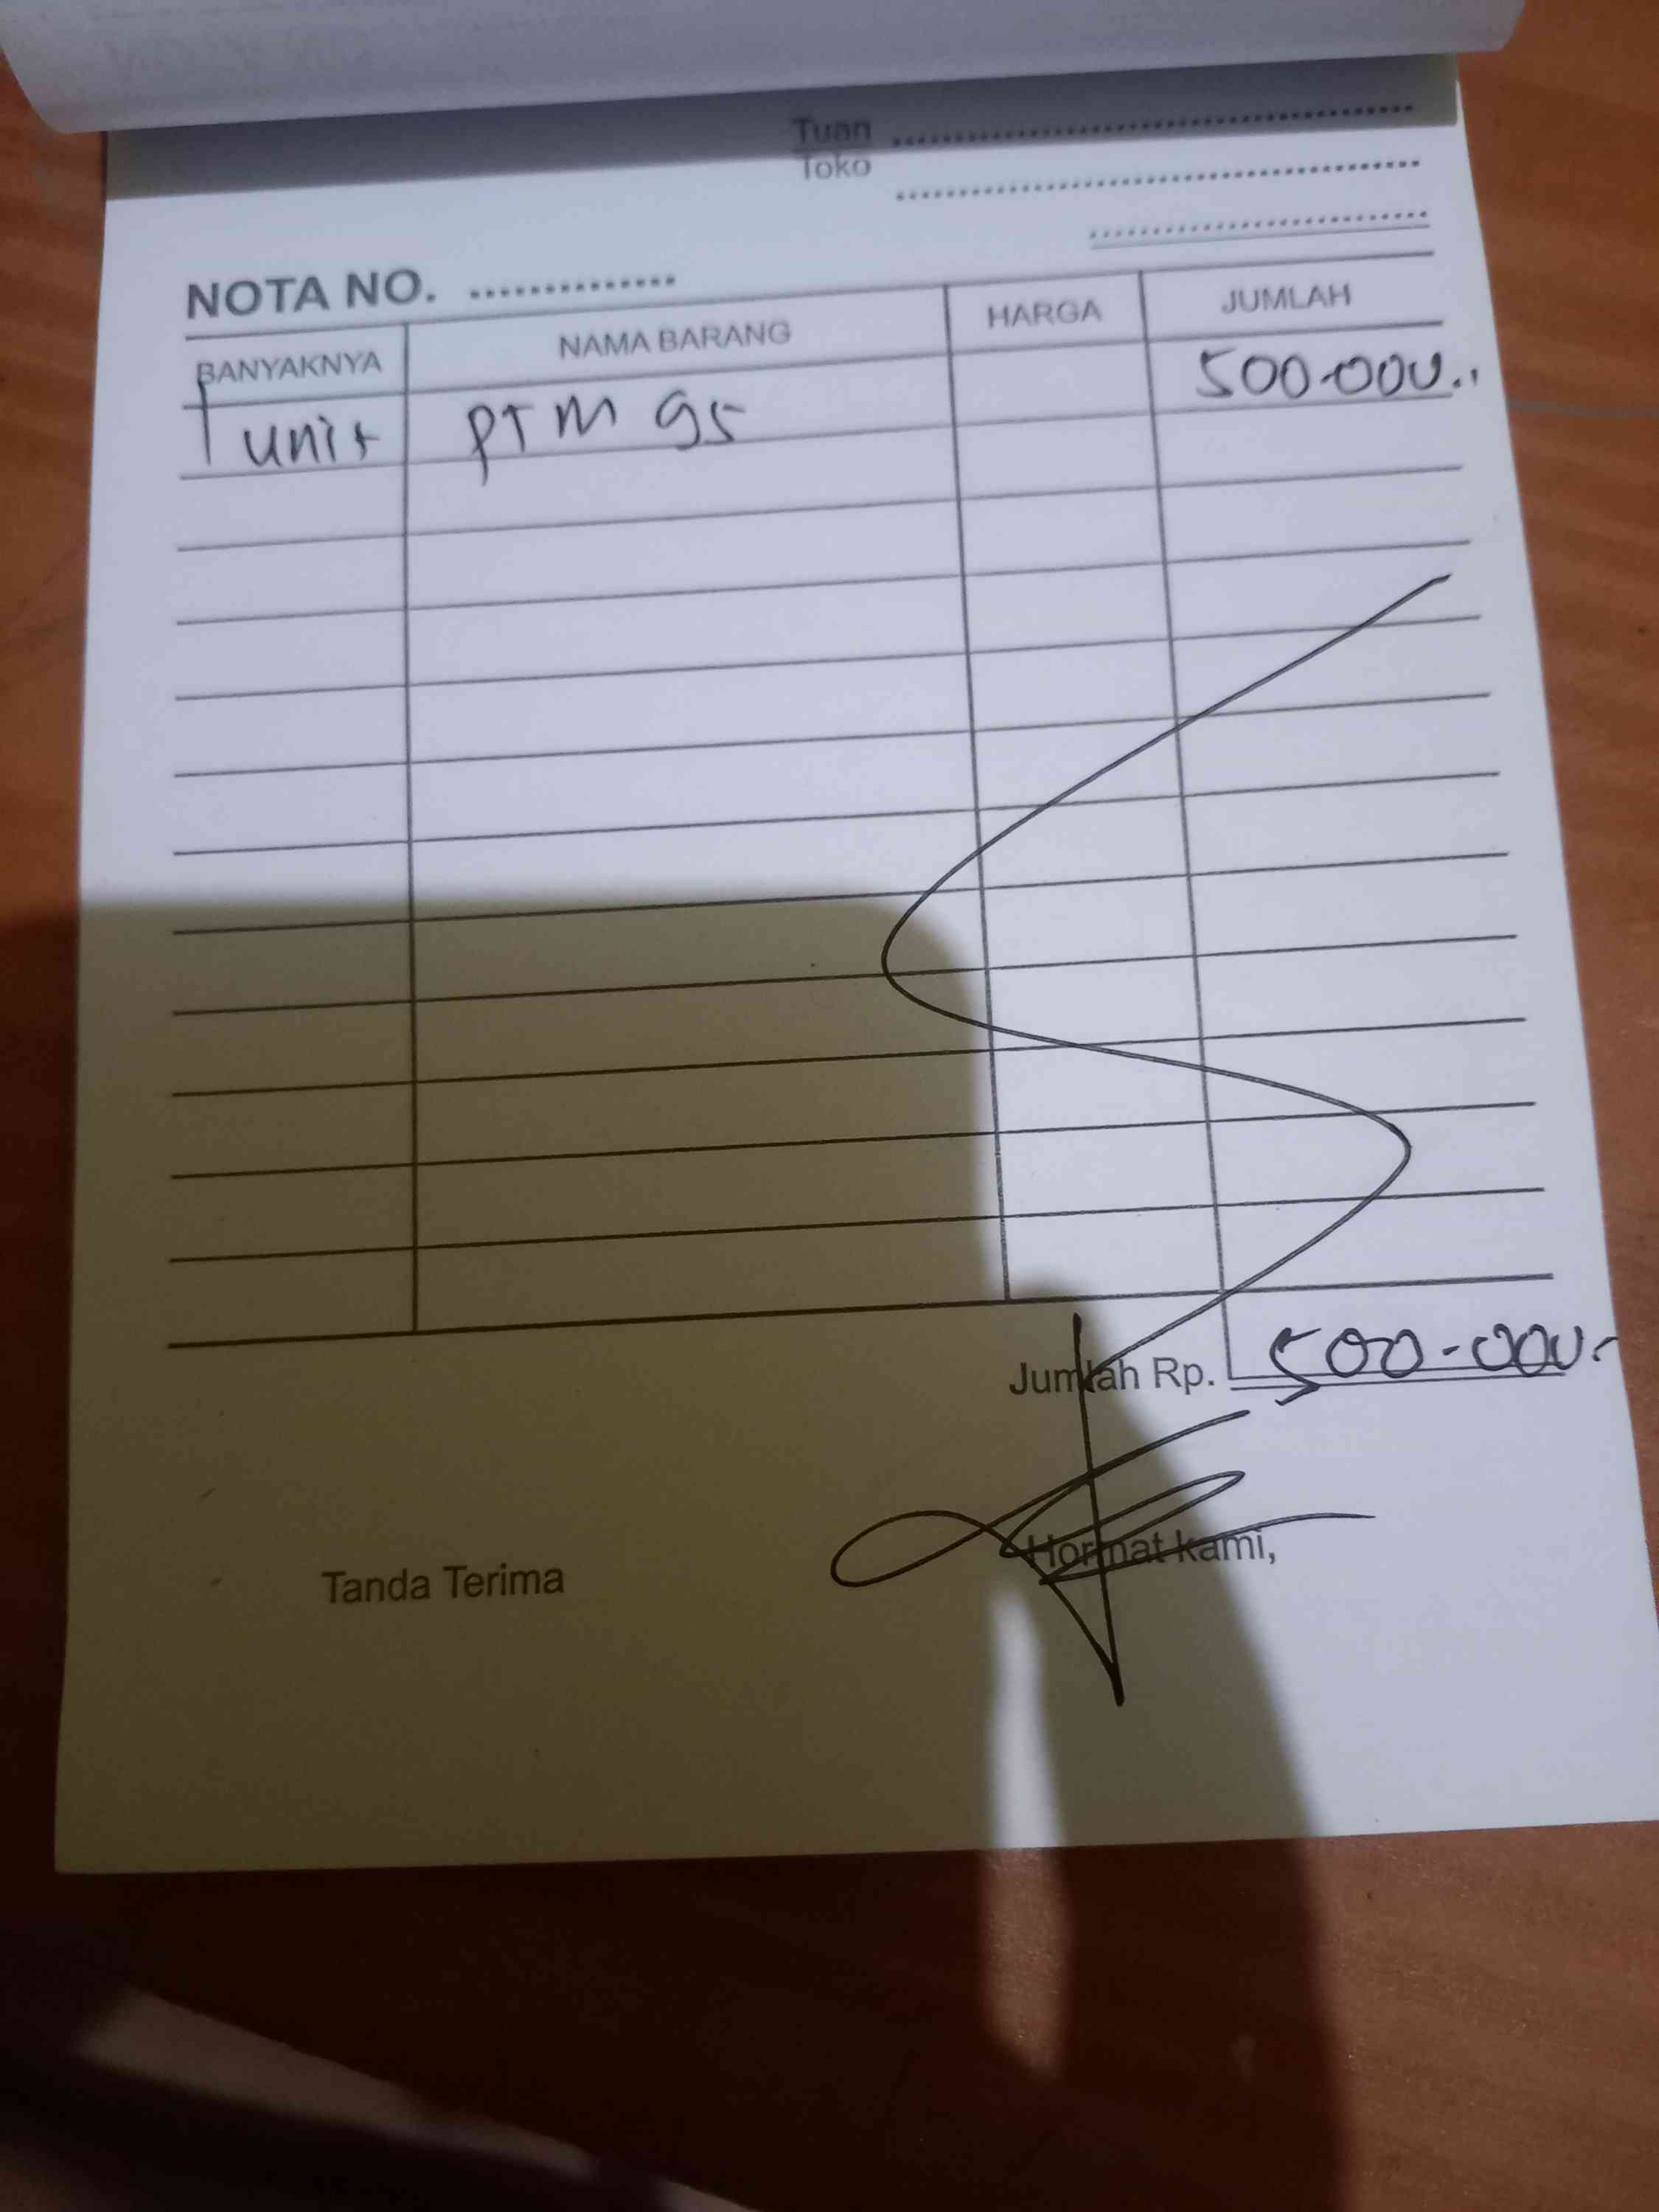 Tuan
Toko
NOTA NO.
BANYAKNYA NAMA BARANG HARGA JUMLAH
1 unit PTM 95 500.000..
Jumlah Rp. 500.000.
Tanda Terima Hormat kami,